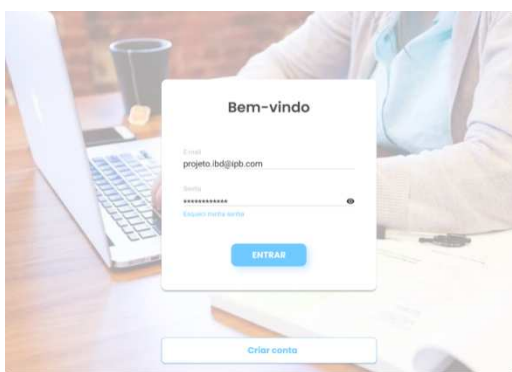 Bem-vindo
E-mail
projeto.ibd@ipb.com
Senha
************
Esqueci minha senha
ENTRAR
Criar conta